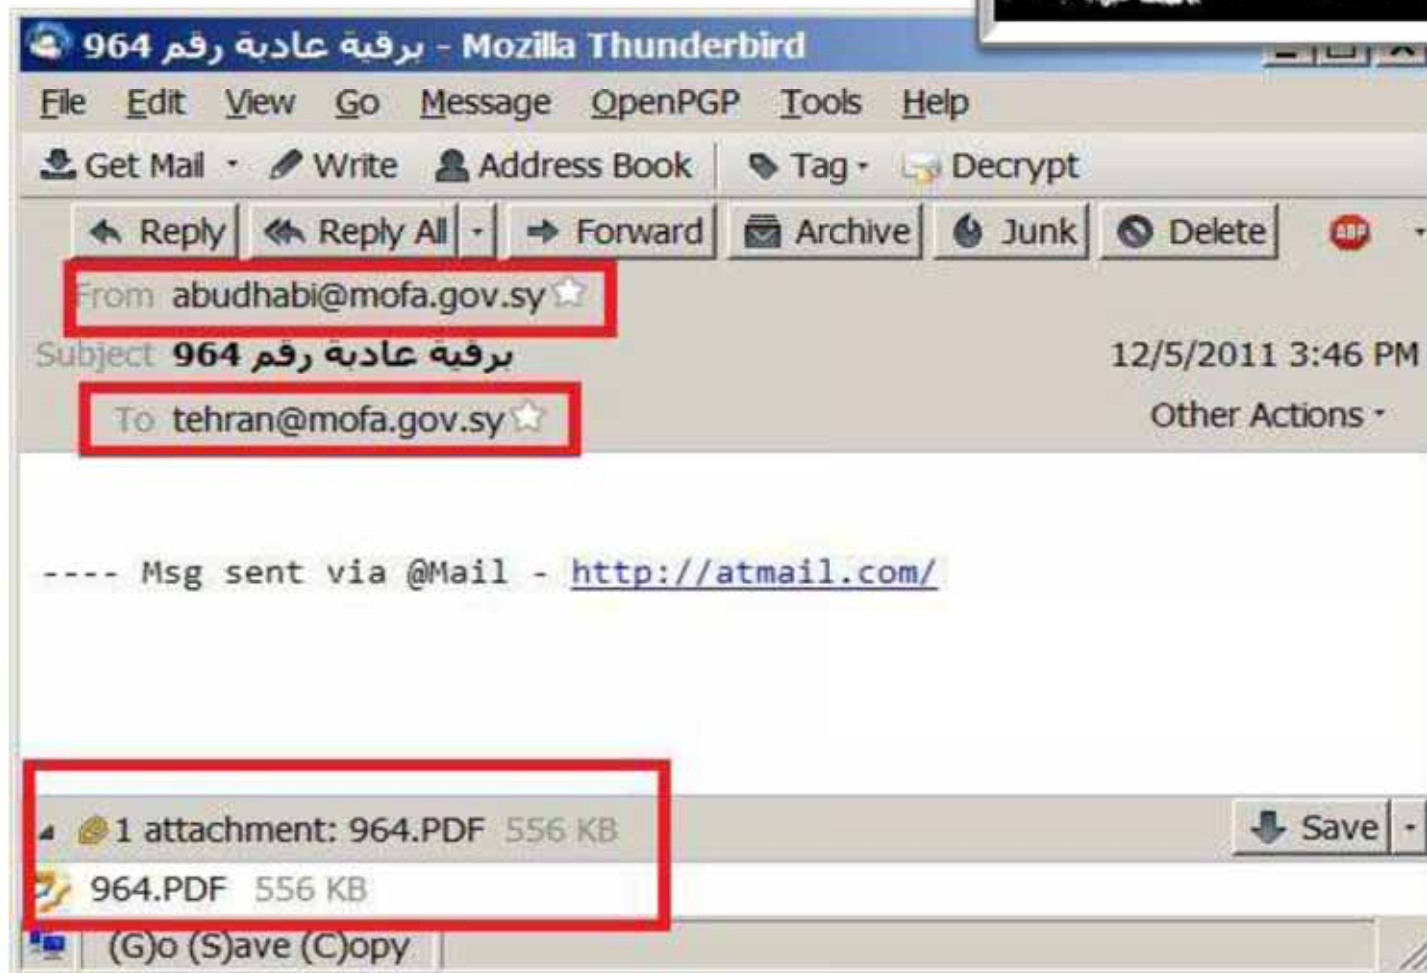 برقية عادية رقم 964 - Mozilla Thunderbird
File Edit View Go Message OpenPGP Tools Help
Get Mail Write Address Book Tag Decrypt
Reply Reply All Forward Archive Junk Delete ABP
From abudhabi@mofa.gov.sy
Subject برقية عادية رقم 964 12/5/2011 3:46 PM
To tehran@mofa.gov.sy Other Actions
---- Msg sent via @Mail - http://atmail.com/
1 attachment: 964.PDF 556 KB Save
964.PDF 556 KB
(G)o (S)ave (C)opy